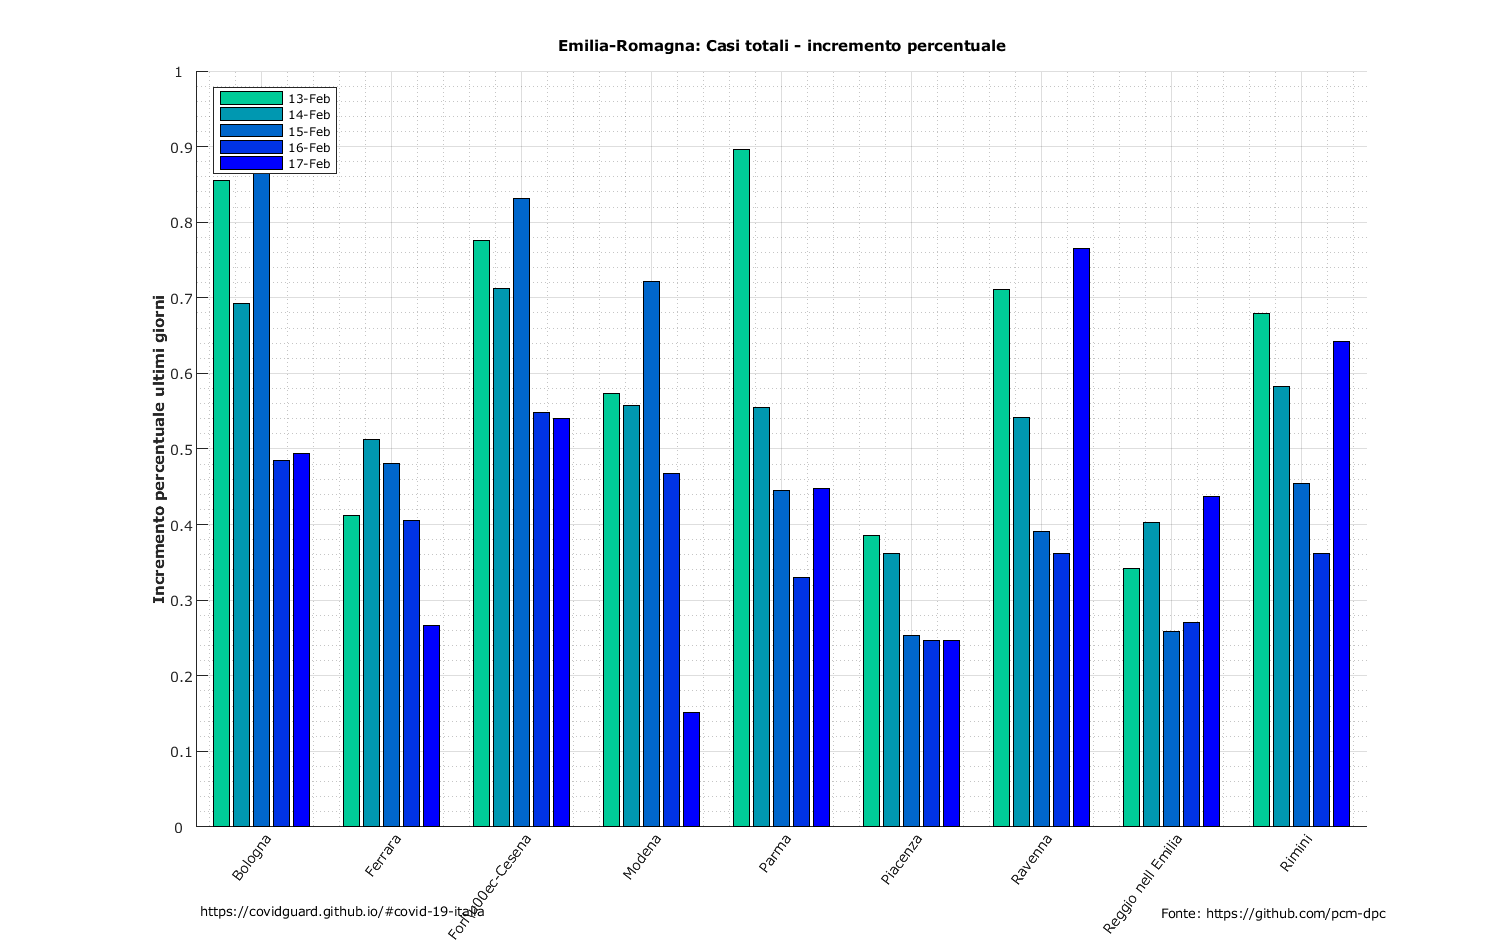 Emilia-Romagna: Casi totali - incremento percentuale
Incremento percentuale ultimi giorni
1
0.9
0.8
0.7
0.6
0.5
0.4
0.3
0.2
0.1
0
13-Feb
14-Feb
15-Feb
16-Feb
17-Feb
Bologna
Ferrara
Forl\u00ec-Cesena
Modena
Parma
Piacenza
Ravenna
Reggio nell Emilia
Rimini
https://covidguard.github.io/#covid-19-italia
Fonte: https://github.com/pcm-dpc